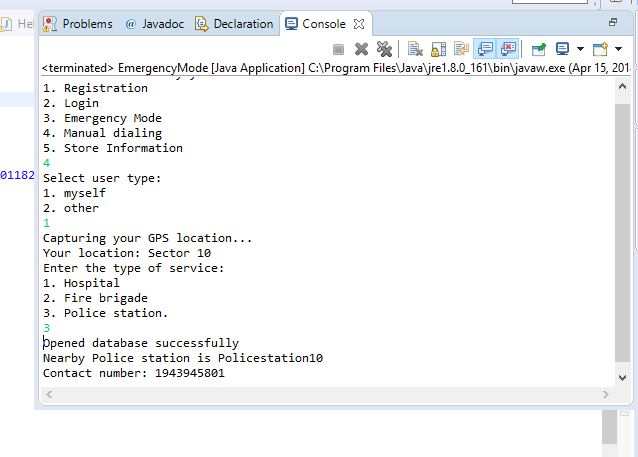 Hel
Problems @ Javadoc Declaration Console
<terminated> EmergencyMode [Java Application] C:\Program Files\Java\jre1.8.0_161\bin\javaw.exe (Apr 15, 201
1. Registration
2. Login
3. Emergency Mode
4. Manual dialing
5. Store Information
4
01182
Select user type:
1. myself
2. other
1
Capturing your GPS location...
Your location: Sector 10
Enter the type of service:
1. Hospital
2. Fire brigade
3. Police station.
3
Opened database successfully
Nearby Police station is Policestation10
Contact number: 1943945801